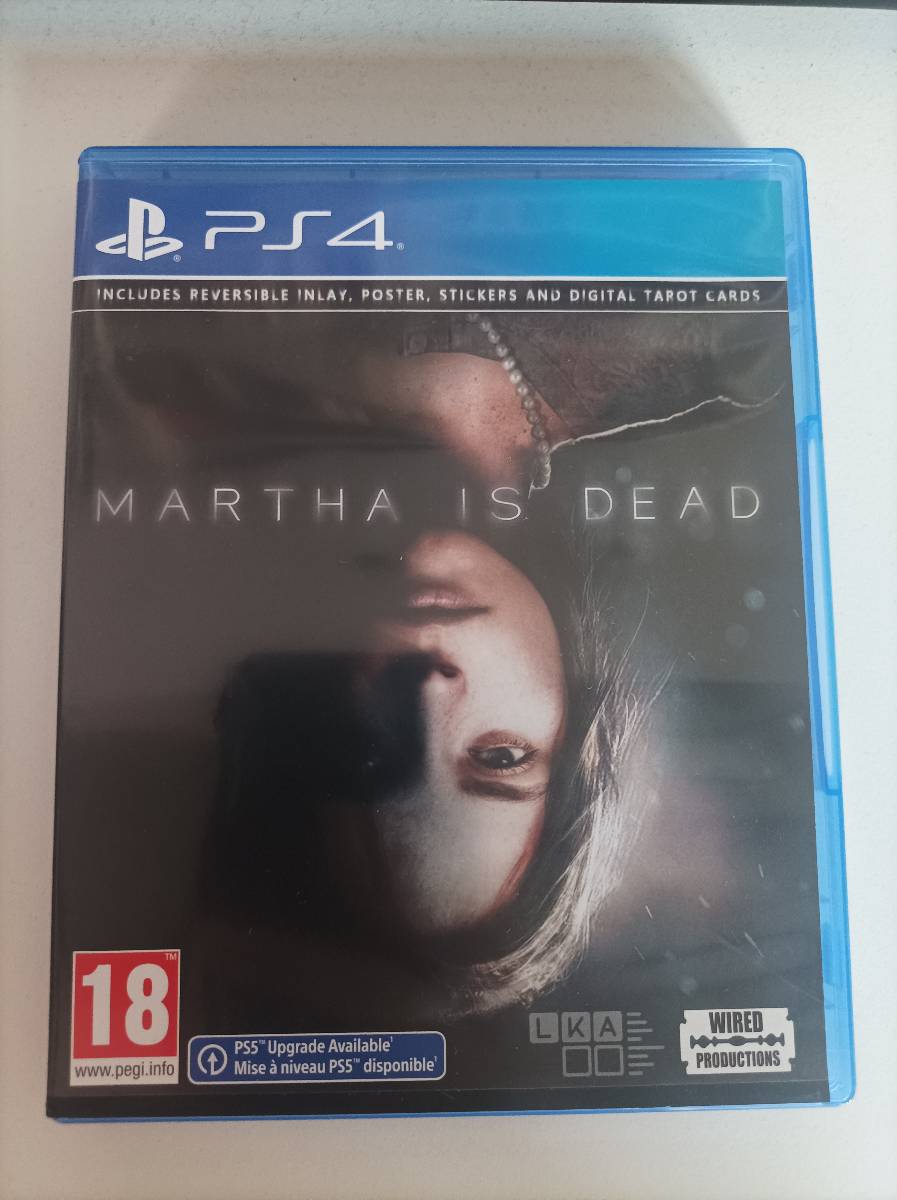 PS4®
INCLUDES REVERSIBLE INLAY, POSTER, STICKERS AND DIGITAL TAROT CARDS
MARTHA IS DEAD
18™
www.pegi.info
PS5™ Upgrade Available¹
Mise à niveau PS5™ disponible¹
LKA
WIRED
PRODUCTIONS